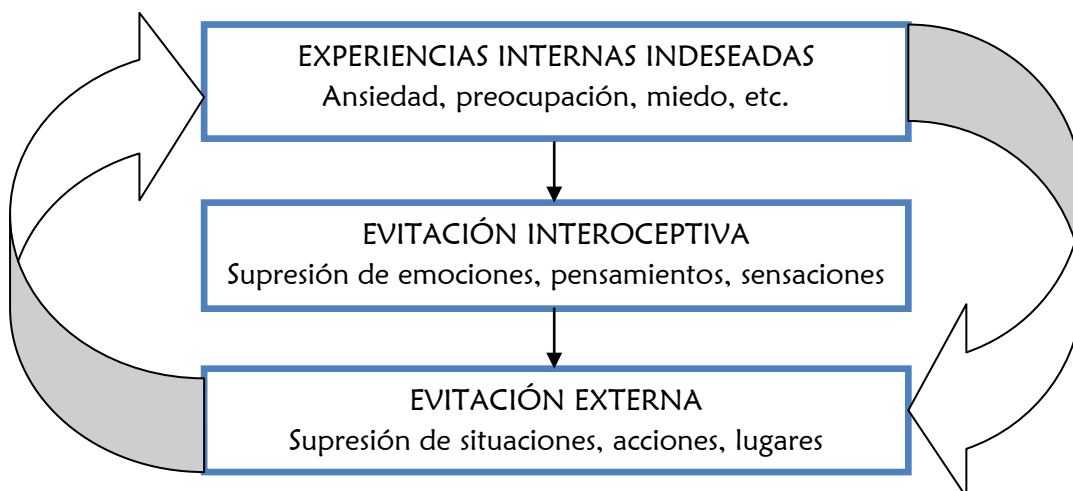 EXPERIENCIAS INTERNAS INDESEADAS
Ansiedad, preocupación, miedo, etc.
EVITACIÓN INTEROCEPTIVA
Supresión de emociones, pensamientos, sensaciones
EVITACIÓN EXTERNA
Supresión de situaciones, acciones, lugares